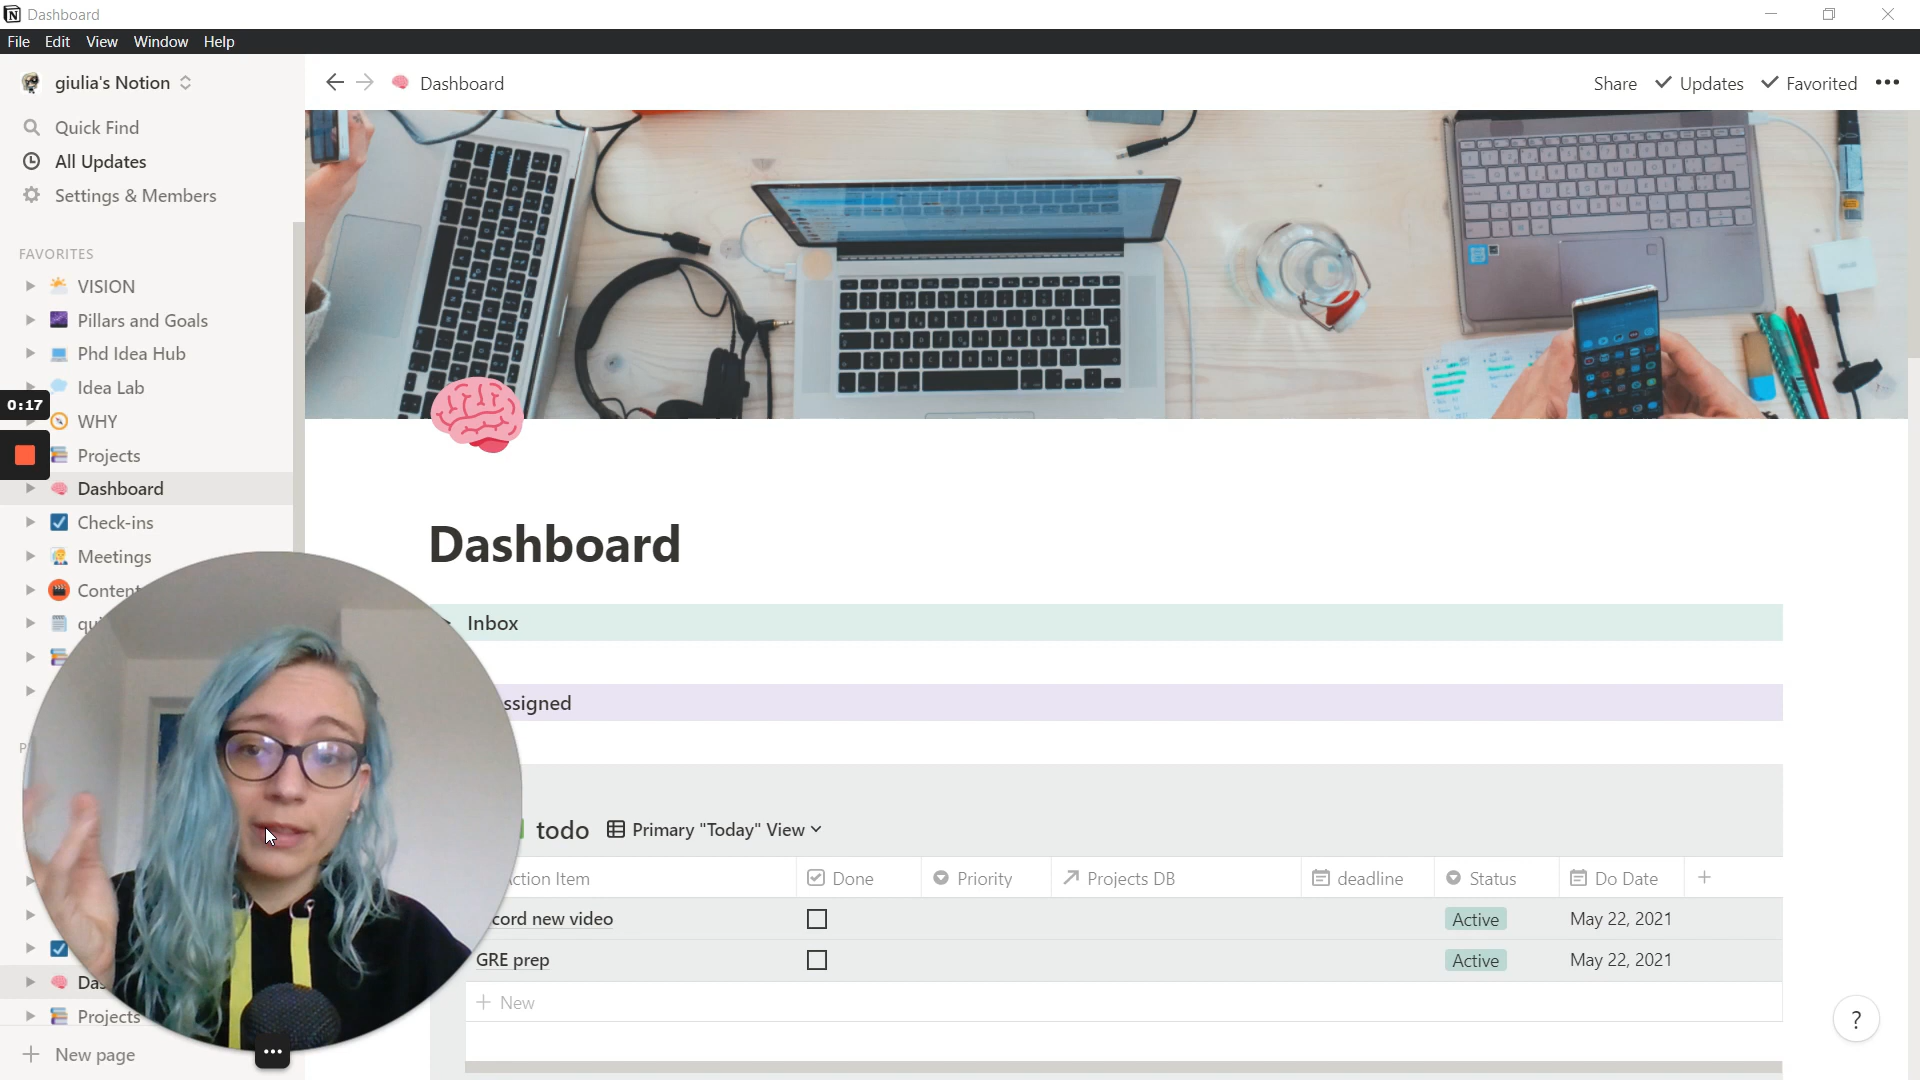 Dashboard
File Edit View Window Help
giulia's Notion
Dashboard
Share Updates Favorited
Quick Find
All Updates
Settings & Members
FAVORITES
VISION
Pillars and Goals
Phd Idea Hub
Idea Lab
0:17
WHY
Projects
Dashboard
Check-ins
Meetings
Content
qu
Das
Projects
New page
Dashboard
Inbox
ssigned
todo Primary "Today" View
ction Item Done Priority Projects DB deadline Status Do Date
cord new video Active May 22, 2021
GRE prep Active May 22, 2021
New
?